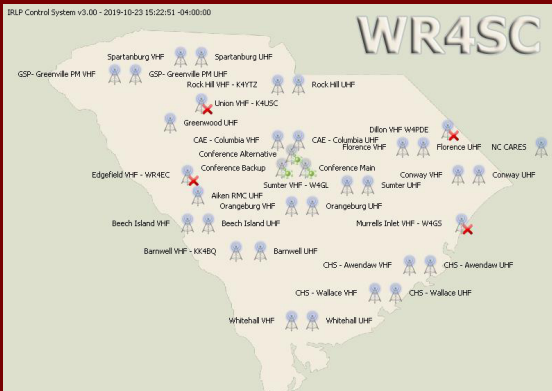 IRLP Control System v3.00 - 2019-10-23 15:22:51 -04:00:00
WR4SC
Spartanburg VHF
Spartanburg UHF
GSP- Greenville PM VHF
GSP- Greenville PM UHF
Rock Hill VHF - K4YTZ
Rock Hill UHF
Union VHF - K4USC
Greenwood UHF
Dillon VHF W4PDE
CAE - Columbia VHF
CAE - Columbia UHF
Florence VHF
Florence UHF
NC CARES
Conference Alternative
Edgefield VHF - WR4EC
Conference Backup
Conference Main
Conway VHF
Conway UHF
Sumter VHF - W4GL
Sumter UHF
Aiken RMC UHF
Orangeburg VHF
Orangeburg UHF
Beech Island VHF
Beech Island UHF
Murrells Inlet VHF - W4GS
Barnwell VHF - KK4BQ
Barnwell UHF
CHS - Awendaw VHF
CHS - Awendaw UHF
CHS - Wallace VHF
CHS - Wallace UHF
Whitehall VHF
Whitehall UHF